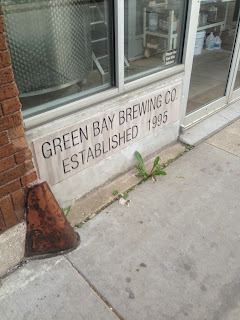 GREEN BAY BREWING CO.
ESTABLISHED 1995